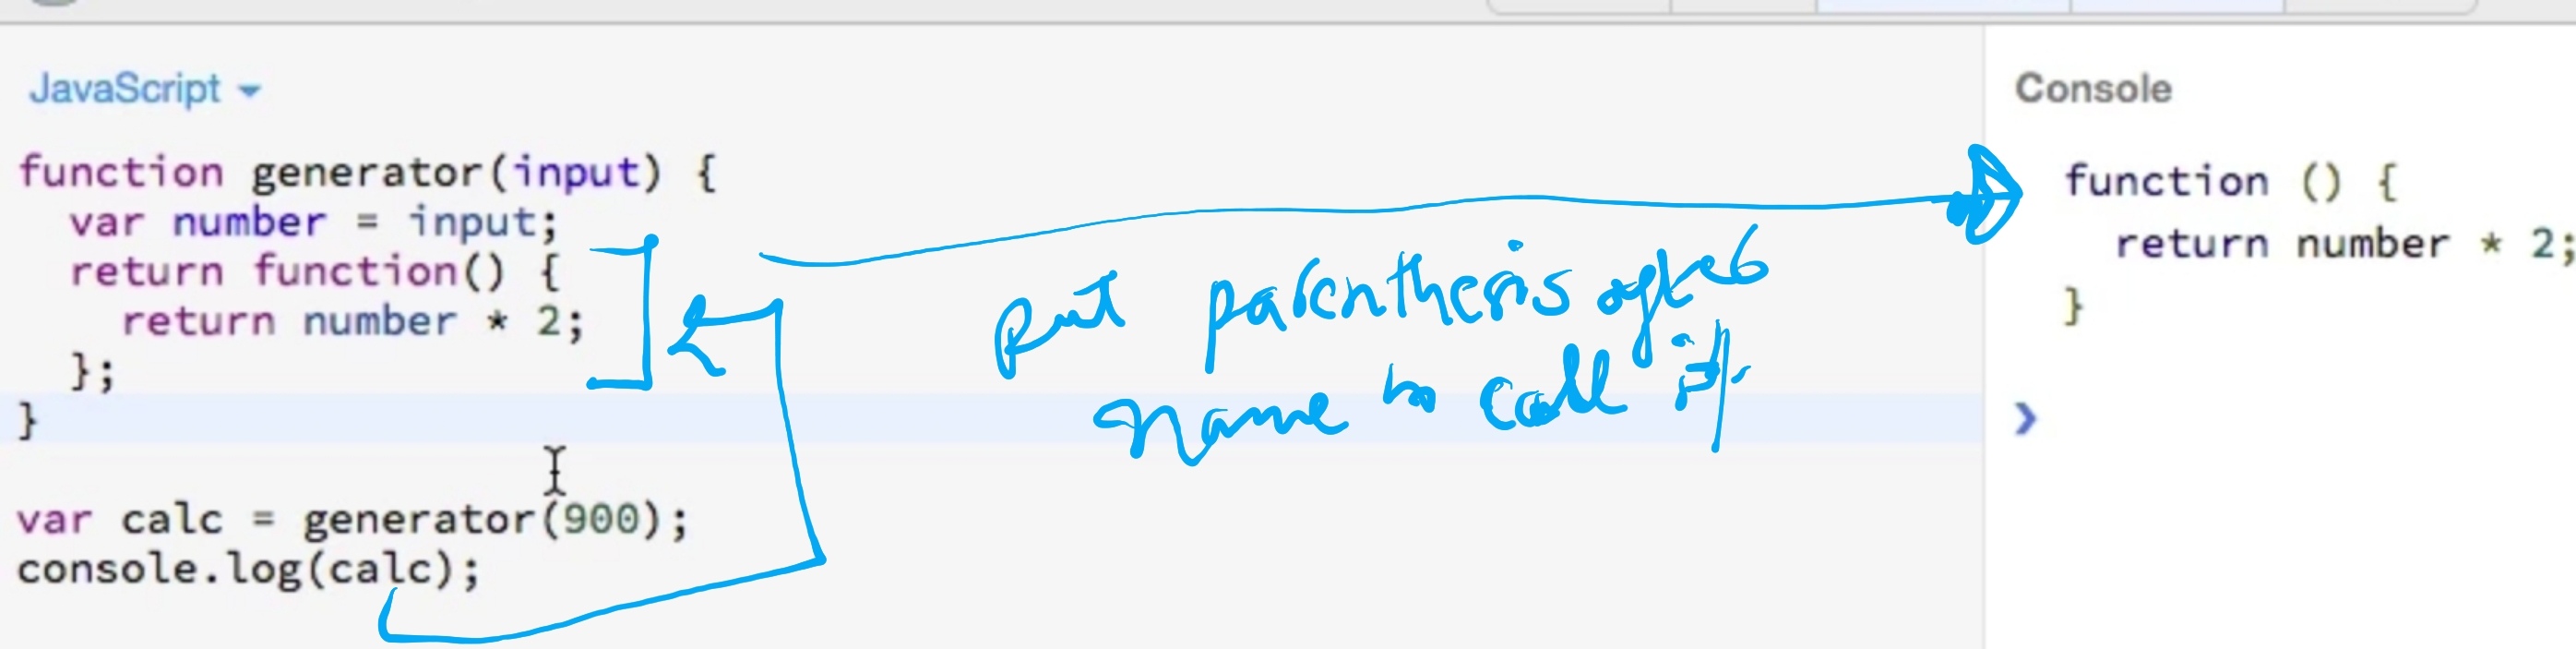 JavaScript
function generator(input) {
var number = input;
return function() {
return number * 2;
};
}
var calc = generator(900);
console.log(calc);
put parenthesis after
name to call it
Console
function () {
return number * 2;
}